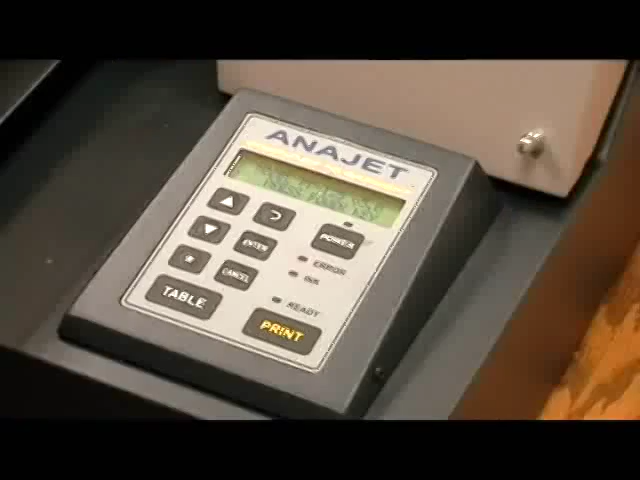 ANAJET
POWER
ENTER
ERROR
CANCEL
INK
TABLE
READY
PRINT